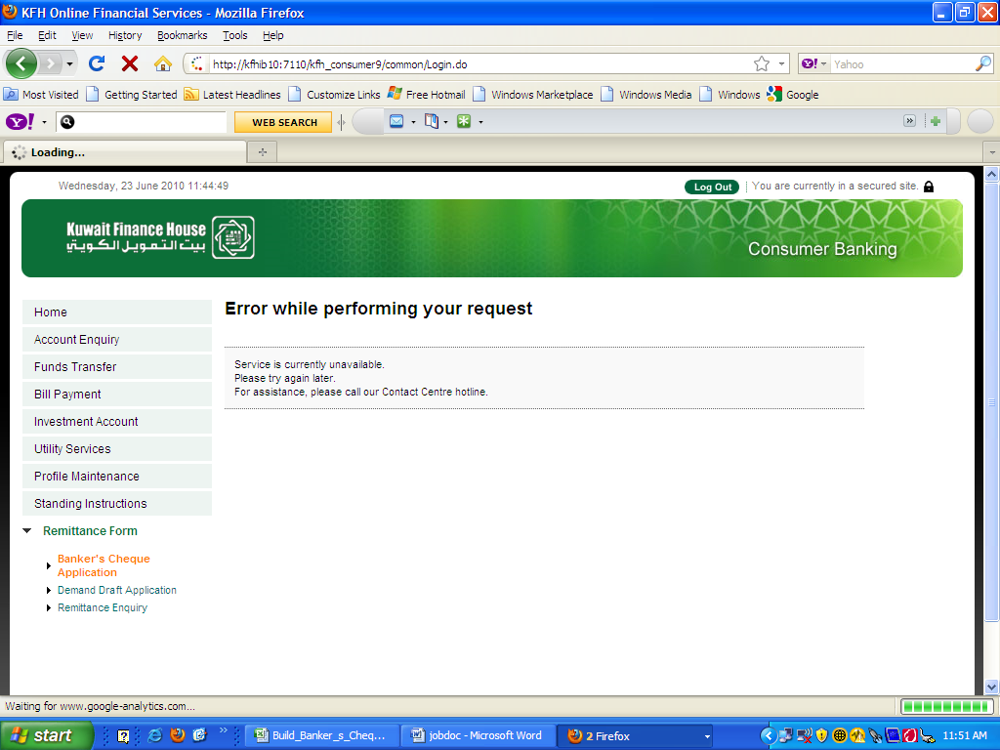 KFH Online Financial Services - Mozilla Firefox
File Edit View History Bookmarks Tools Help
http://kfhib10:7110/kfh_consumer9/common/Login.do
Yahoo
Most Visited Getting Started Latest Headlines Customize Links Free Hotmail Windows Marketplace Windows Media Windows Google
Y! WEB SEARCH »
Loading...
Wednesday, 23 June 2010 11:44:49 Log Out You are currently in a secured site.
Kuwait Finance House
بيت التمويل الكويتي
Consumer Banking
Home
Account Enquiry
Funds Transfer
Bill Payment
Investment Account
Utility Services
Profile Maintenance
Standing Instructions
Remittance Form
Banker's Cheque
Application
Demand Draft Application
Remittance Enquiry
Error while performing your request
Service is currently unavailable.
Please try again later.
For assistance, please call our Contact Centre hotline.
Waiting for www.google-analytics.com...
start » Build_Banker_s_Cheq... jobdoc - Microsoft Word 2 Firefox 11:51 AM